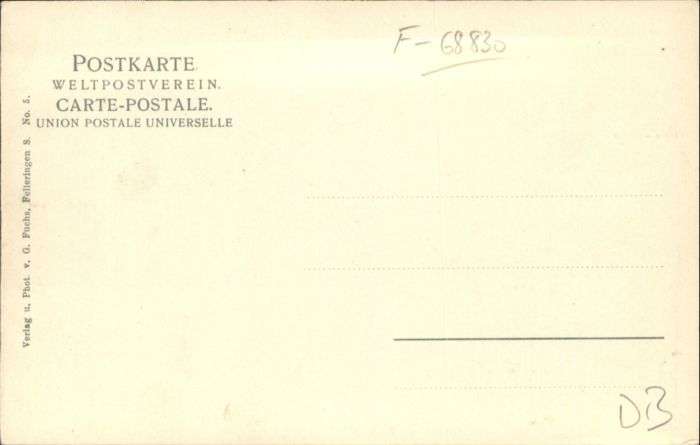 F-68830
POSTKARTE.
WELTPOSTVEREIN.
CARTE-POSTALE.
UNION POSTALE UNIVERSELLE
Verlag u. Phot. v. G. Fuchs, Felleringen S. No. 5.
DB